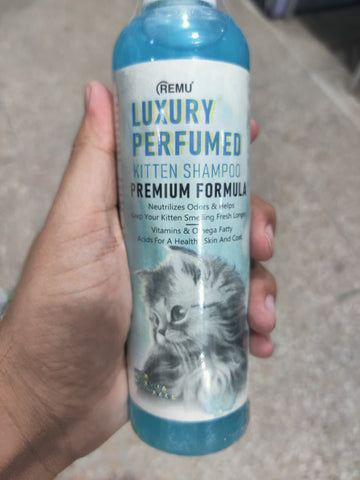 REMU
LUXURY
PERFUMED
KITTEN SHAMPOO
PREMIUM FORMULA
Neutrilizes Odors & Helps
Keep Your Kitten Smelling Fresh Longer
Vitamins & Omega Fatty
Acids For A Healthy Skin And Coat